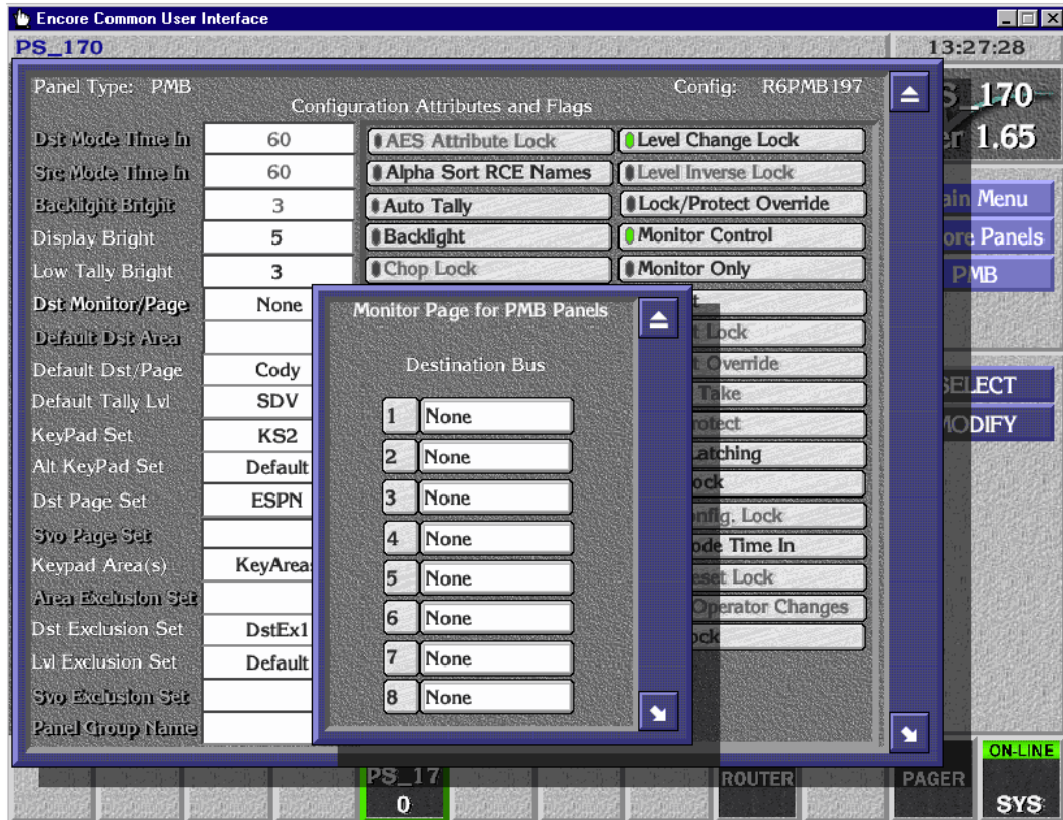 Encore Common User Interface
PS_170
13:27:28
Panel Type: PMB
Config: R6PMB197
Configuration Attributes and Flags
Dst Mode Time In 60
Src Mode Time In 60
Backlight Bright 3
Display Bright 5
Low Tally Bright 3
Dst Monitor/Page None
Default Dst Area
Default Dst/Page Cody
Default Tally Lvl SDV
KeyPad Set KS2
Alt KeyPad Set Default
Dst Page Set ESPN
Svo Page Set
Keypad Area(s) KeyArea
Area Exclusion Set
Dst Exclusion Set DstEx1
Lvl Exclusion Set Default
Svo Exclusion Set
Panel Group Name
AES Attribute Lock
Alpha Sort RCE Names
Auto Tally
Backlight
Chop Lock
Level Change Lock
Level Inverse Lock
Lock/Protect Override
Monitor Control
Monitor Only
Lock
Override
Take
Lock
Time In
Lock
Operator Changes
Monitor Page for PMB Panels
Destination Bus
1 None
2 None
3 None
4 None
5 None
6 None
7 None
8 None
_170
1.65
Menu
Panels
PMB
PS_17
0
ROUTER
PAGER
ON-LINE
SYS